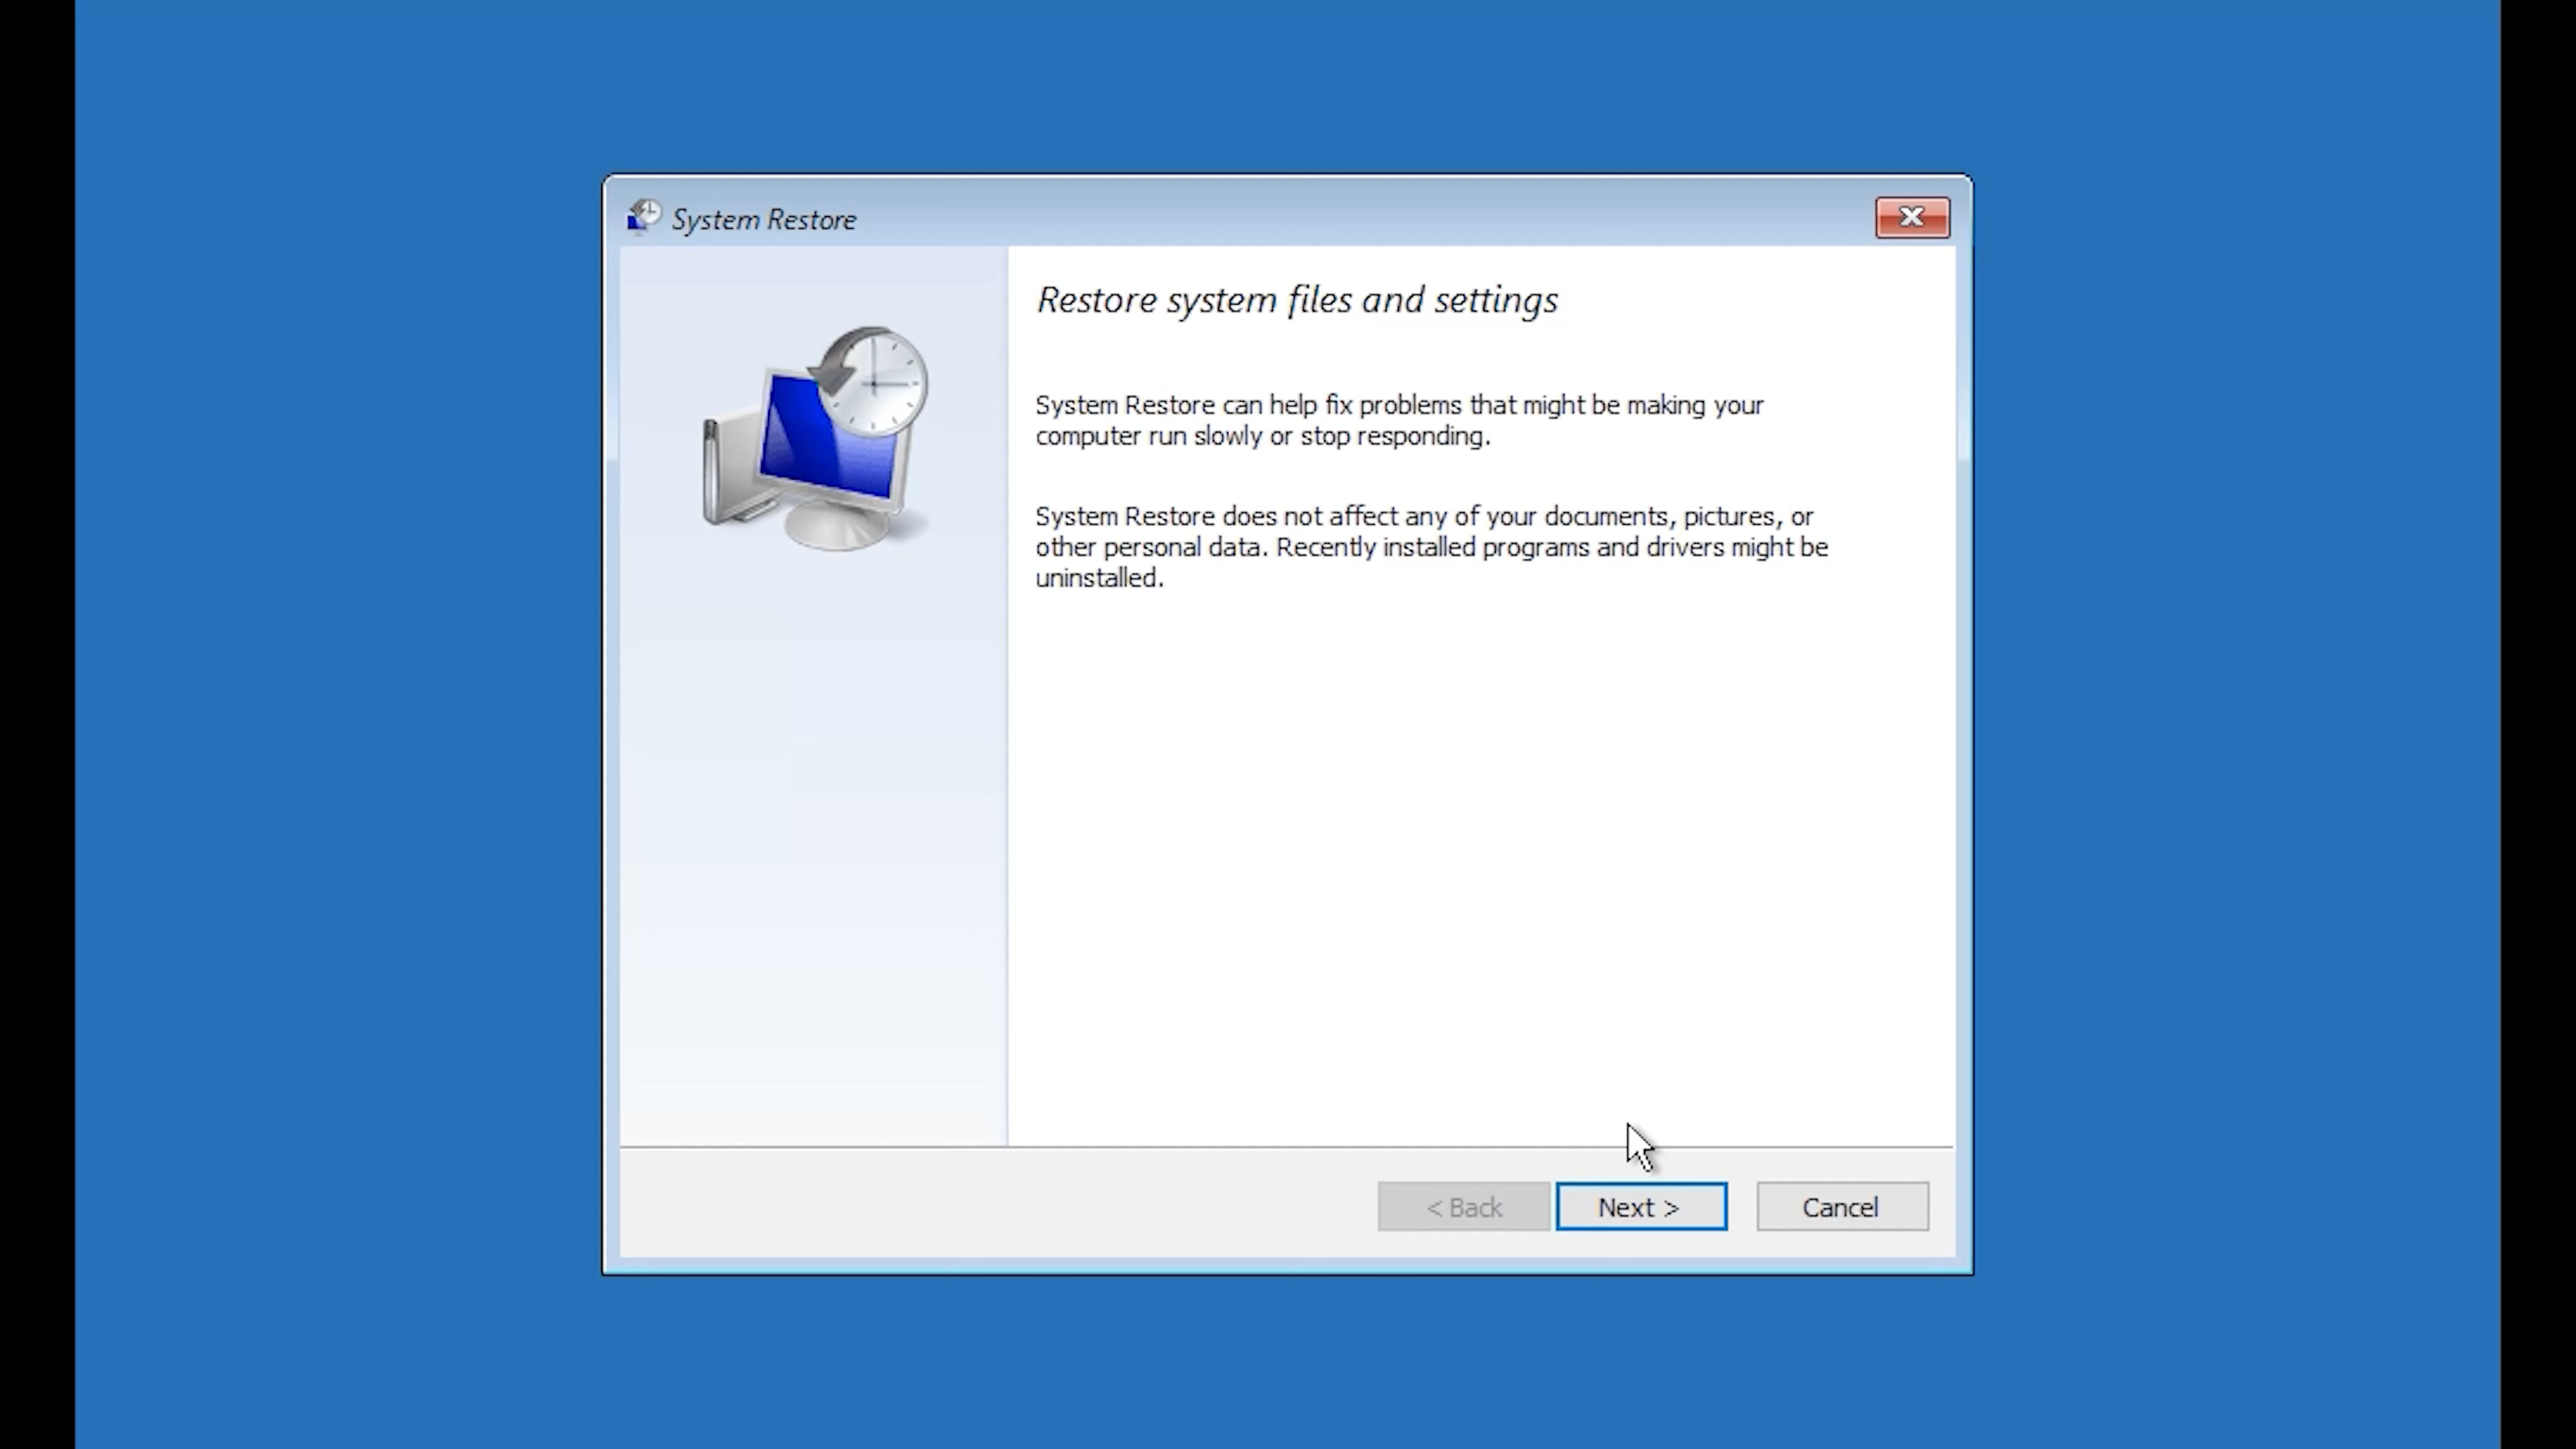 System Restore
Restore system files and settings
System Restore can help fix problems that might be making your
computer run slowly or stop responding.
System Restore does not affect any of your documents, pictures, or
other personal data. Recently installed programs and drivers might be
uninstalled.
< Back
Next >
Cancel